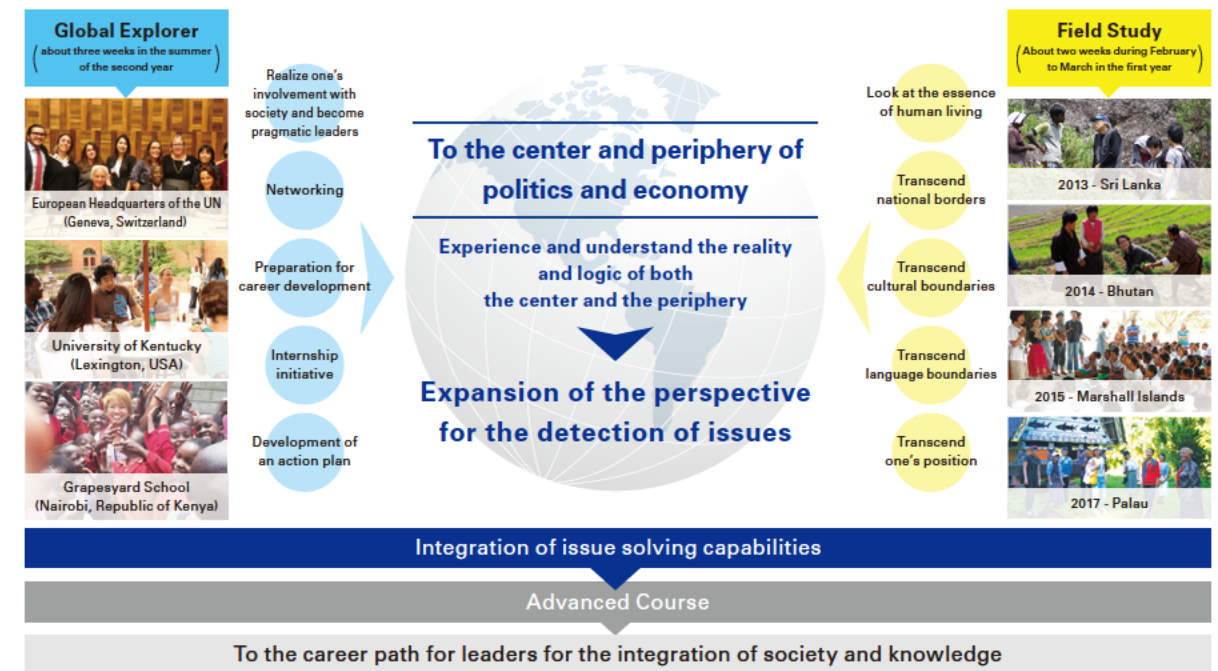 Global Explorer
(about three weeks in the summer
of the second year)
European Headquarters of the UN
(Geneva, Switzerland)
University of Kentucky
(Lexington, USA)
Grapesyard School
(Nairobi, Republic of Kenya)
Realize one's
involvement with
society and become
pragmatic leaders
Networking
Preparation for
career development
Internship
initiative
Development of
an action plan
To the center and periphery of
politics and economy
Experience and understand the reality
and logic of both
the center and the periphery
Expansion of the perspective
for the detection of issues
Look at the essence
of human living
Transcend
national borders
Transcend
cultural boundaries
Transcend
language boundaries
Transcend
one's position
Field Study
(About two weeks during February
to March in the first year)
2013 - Sri Lanka
2014 - Bhutan
2015 - Marshall Islands
2017 - Palau
Integration of issue solving capabilities
Advanced Course
To the career path for leaders for the integration of society and knowledge